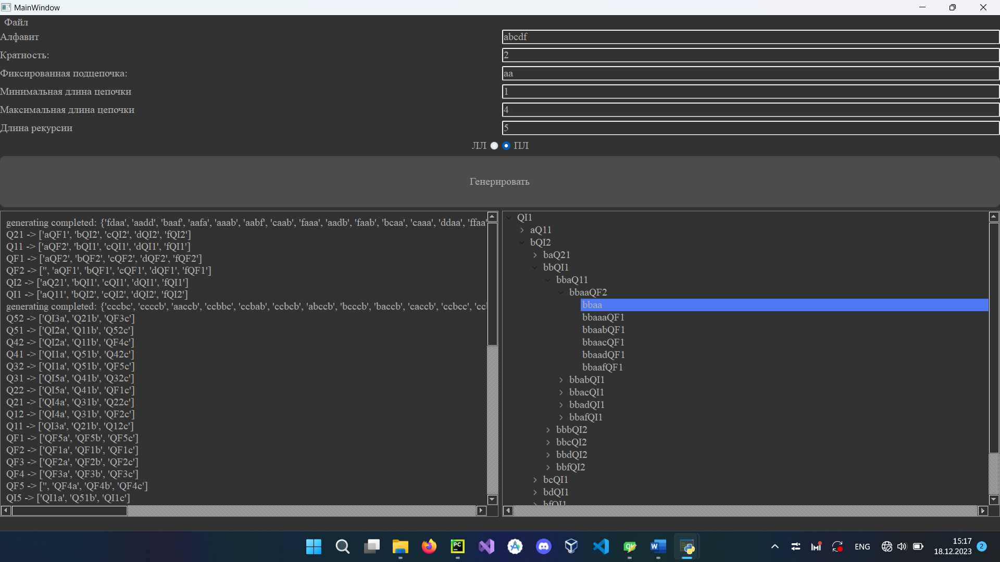 MainWindow
Файл
Алфавит
abcdf
Кратность:
2
Фиксированная подцепочка:
aa
Минимальная длина цепочки
1
Максимальная длина цепочки
4
Длина рекурсии
5
ЛЛ ПЛ
Генерировать
generating completed: {'fdaa', 'aadd', 'baaf', 'aafa', 'aaab', 'aabf', 'caab', 'faaa', 'aadb', 'faab', 'bcaa', 'caaa', 'ddaa', 'ffaa'
Q21 -> ['aQF1', 'bQI2', 'cQI2', 'dQI2', 'fQI2']
Q11 -> ['aQF2', 'bQI1', 'cQI1', 'dQI1', 'fQI1']
QF1 -> ['aQF2', 'bQF2', 'cQF2', 'dQF2', 'fQF2']
QF2 -> ['', 'aQF1', 'bQF1', 'cQF1', 'dQF1', 'fQF1']
QI2 -> ['aQ21', 'bQI1', 'cQI1', 'dQI1', 'fQI1']
QI1 -> ['aQ11', 'bQI2', 'cQI2', 'dQI2', 'fQI2']
generating completed: {'cccbc', 'ccccb', 'aaccb', 'ccbbc', 'ccbab', 'ccbcb', 'abccb', 'bcccb', 'baccb', 'caccb', 'ccbcc', 'cc
Q52 -> ['QI3a', 'Q21b', 'QF3c']
Q51 -> ['QI2a', 'Q11b', 'Q52c']
Q42 -> ['QI2a', 'Q11b', 'QF4c']
Q41 -> ['QI1a', 'Q51b', 'Q42c']
Q32 -> ['QI1a', 'Q51b', 'QF5c']
Q31 -> ['QI5a', 'Q41b', 'Q32c']
Q22 -> ['QI5a', 'Q41b', 'QF1c']
Q21 -> ['QI4a', 'Q31b', 'Q22c']
Q12 -> ['QI4a', 'Q31b', 'QF2c']
Q11 -> ['QI3a', 'Q21b', 'Q12c']
QF1 -> ['QF5a', 'QF5b', 'QF5c']
QF2 -> ['QF1a', 'QF1b', 'QF1c']
QF3 -> ['QF2a', 'QF2b', 'QF2c']
QF4 -> ['QF3a', 'QF3b', 'QF3c']
QF5 -> ['', 'QF4a', 'QF4b', 'QF4c']
QI5 -> ['QI1a', 'Q51b', 'QI1c']
QI1
aQ11
bQI2
baQ21
bbQI1
bbaQ11
bbaaQF2
bbaa
bbaaaQF1
bbaabQF1
bbaacQF1
bbaadQF1
bbaafQF1
bbabQI1
bbacQI1
bbadQI1
bbafQI1
bbbQI2
bbcQI2
bbdQI2
bbfQI2
bcQI1
bdQI1
bfQI1
PC
Qt
W
ENG
15:17
18.12.2023
2